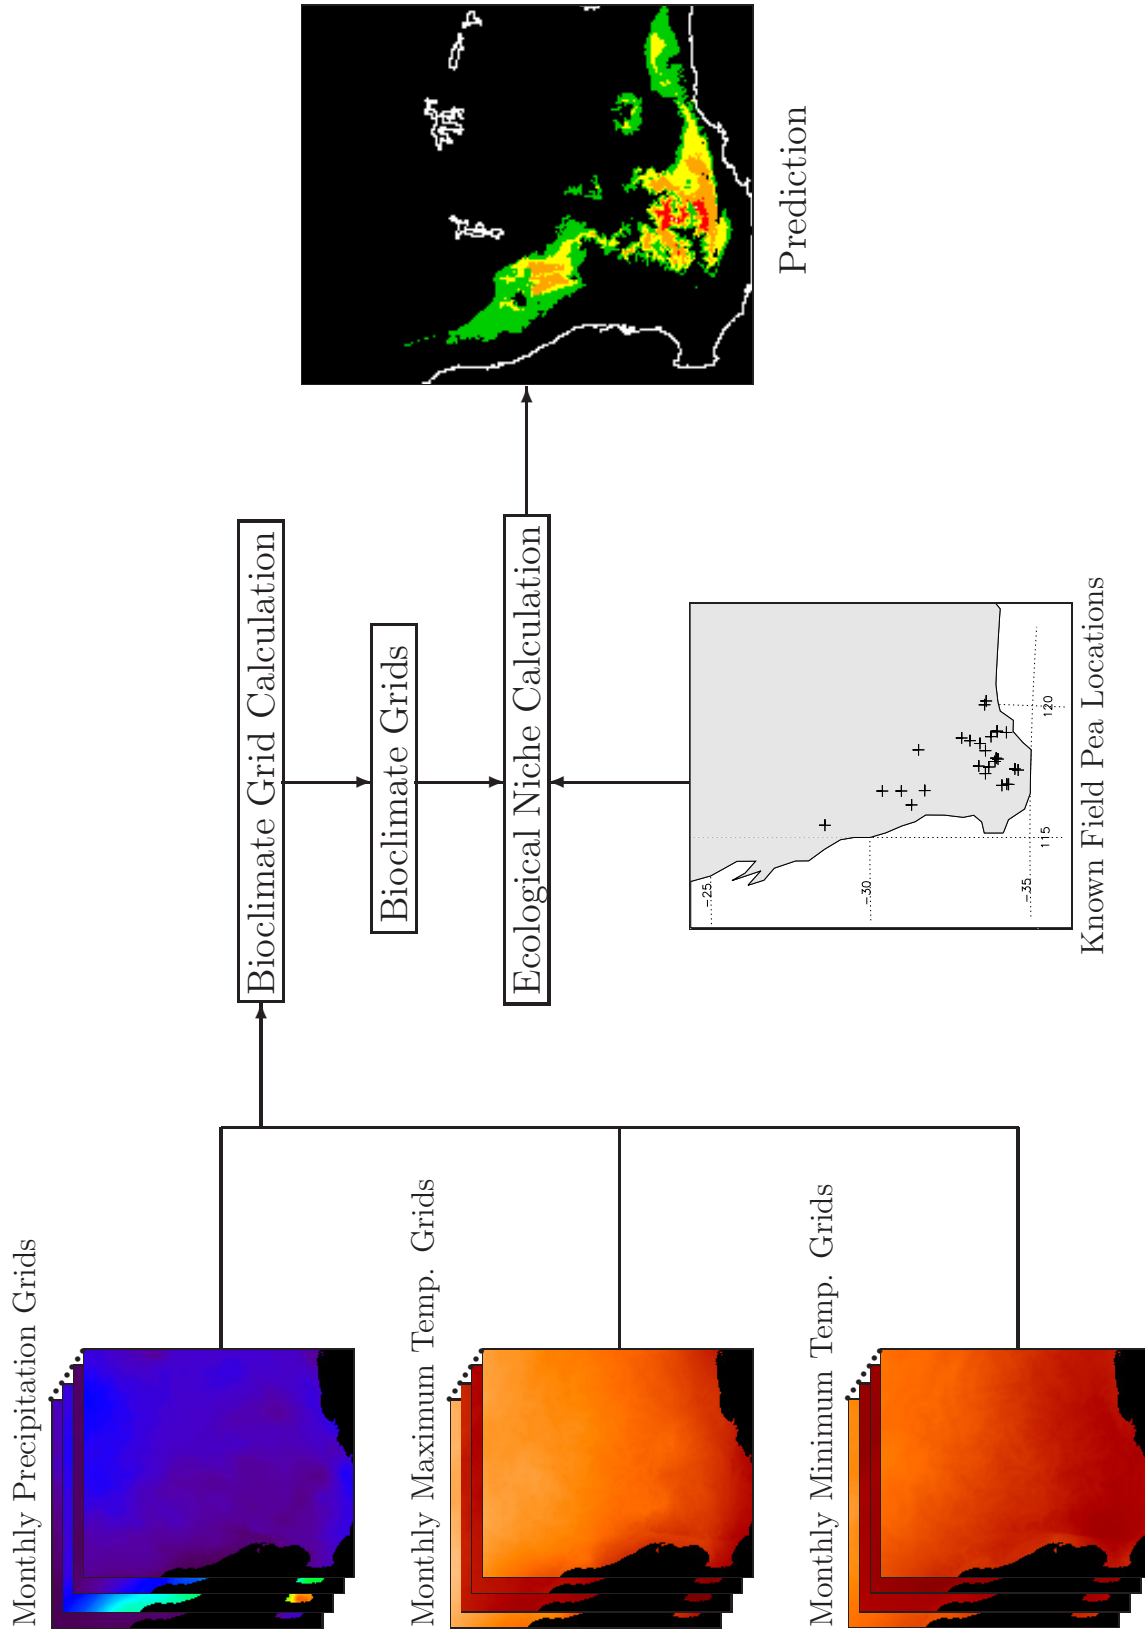 Monthly Precipitation Grids
Monthly Maximum Temp. Grids
Monthly Minimum Temp. Grids
Bioclimate Grid Calculation
Bioclimate Grids
Ecological Niche Calculation
-25
-30
-35
115
120
Known Field Pea Locations
Prediction